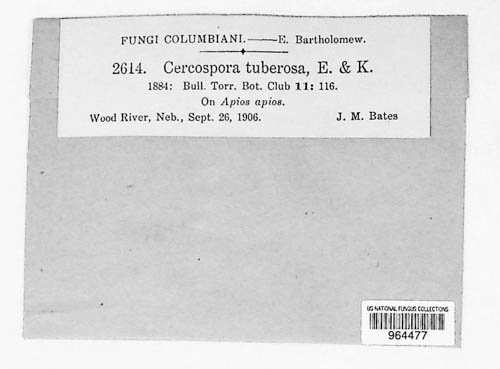 FUNGI COLUMBIANI.——E. Bartholomew.
2614. Cercospora tuberosa, E. & K.
1884: Bull. Torr. Bot. Club 11: 116.
On Apios apios.
Wood River, Neb., Sept. 26, 1906. J. M. Bates
US NATIONAL FUNGUS COLLECTIONS
964477